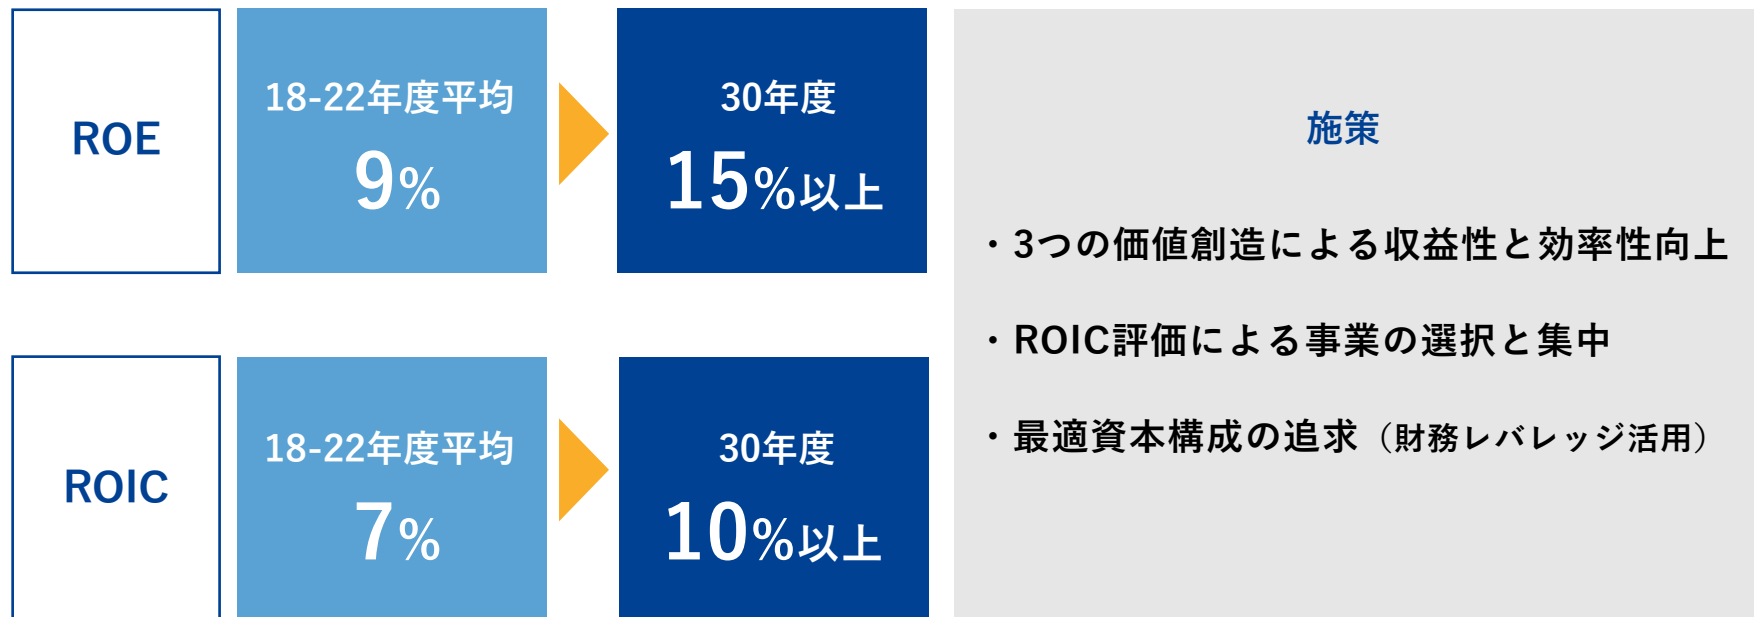 ROE
18-22年度平均
9%
30年度
15%以上
ROIC
18-22年度平均
7%
30年度
10%以上
施策
・3つの価値創造による収益性と効率性向上
・ROIC評価による事業の選択と集中
・最適資本構成の追求（財務レバレッジ活用）